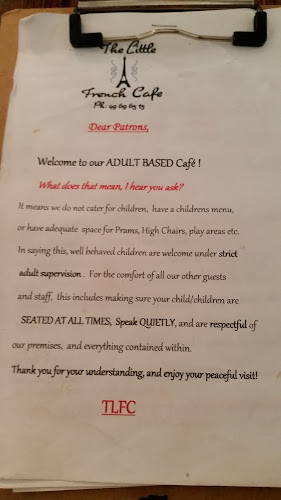 The Little
French Cafe
Ph: 49 69 65 15
Dear Patrons,
Welcome to our ADULT BASED Café !
What does that mean, I hear you ask?
It means we do not cater for children, have a childrens menu,
or have adequate space for Prams, High Chairs, play areas etc.
In saying this, well behaved children are welcome under strict
adult supervision . For the comfort of all our other guests
and staff, this includes making sure your child/children are
SEATED AT ALL TIMES, Speak QUIETLY, and are respectful of
our premises, and everything contained within.
Thank you for your understanding, and enjoy your peaceful visit!
TLFC